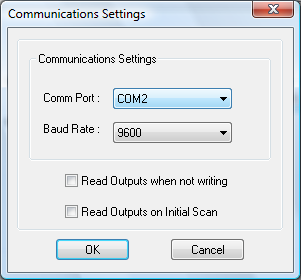 Communications Settings
Communications Settings
Comm Port : COM2
Baud Rate : 9600
Read Outputs when not writing
Read Outputs on Initial Scan
OK Cancel